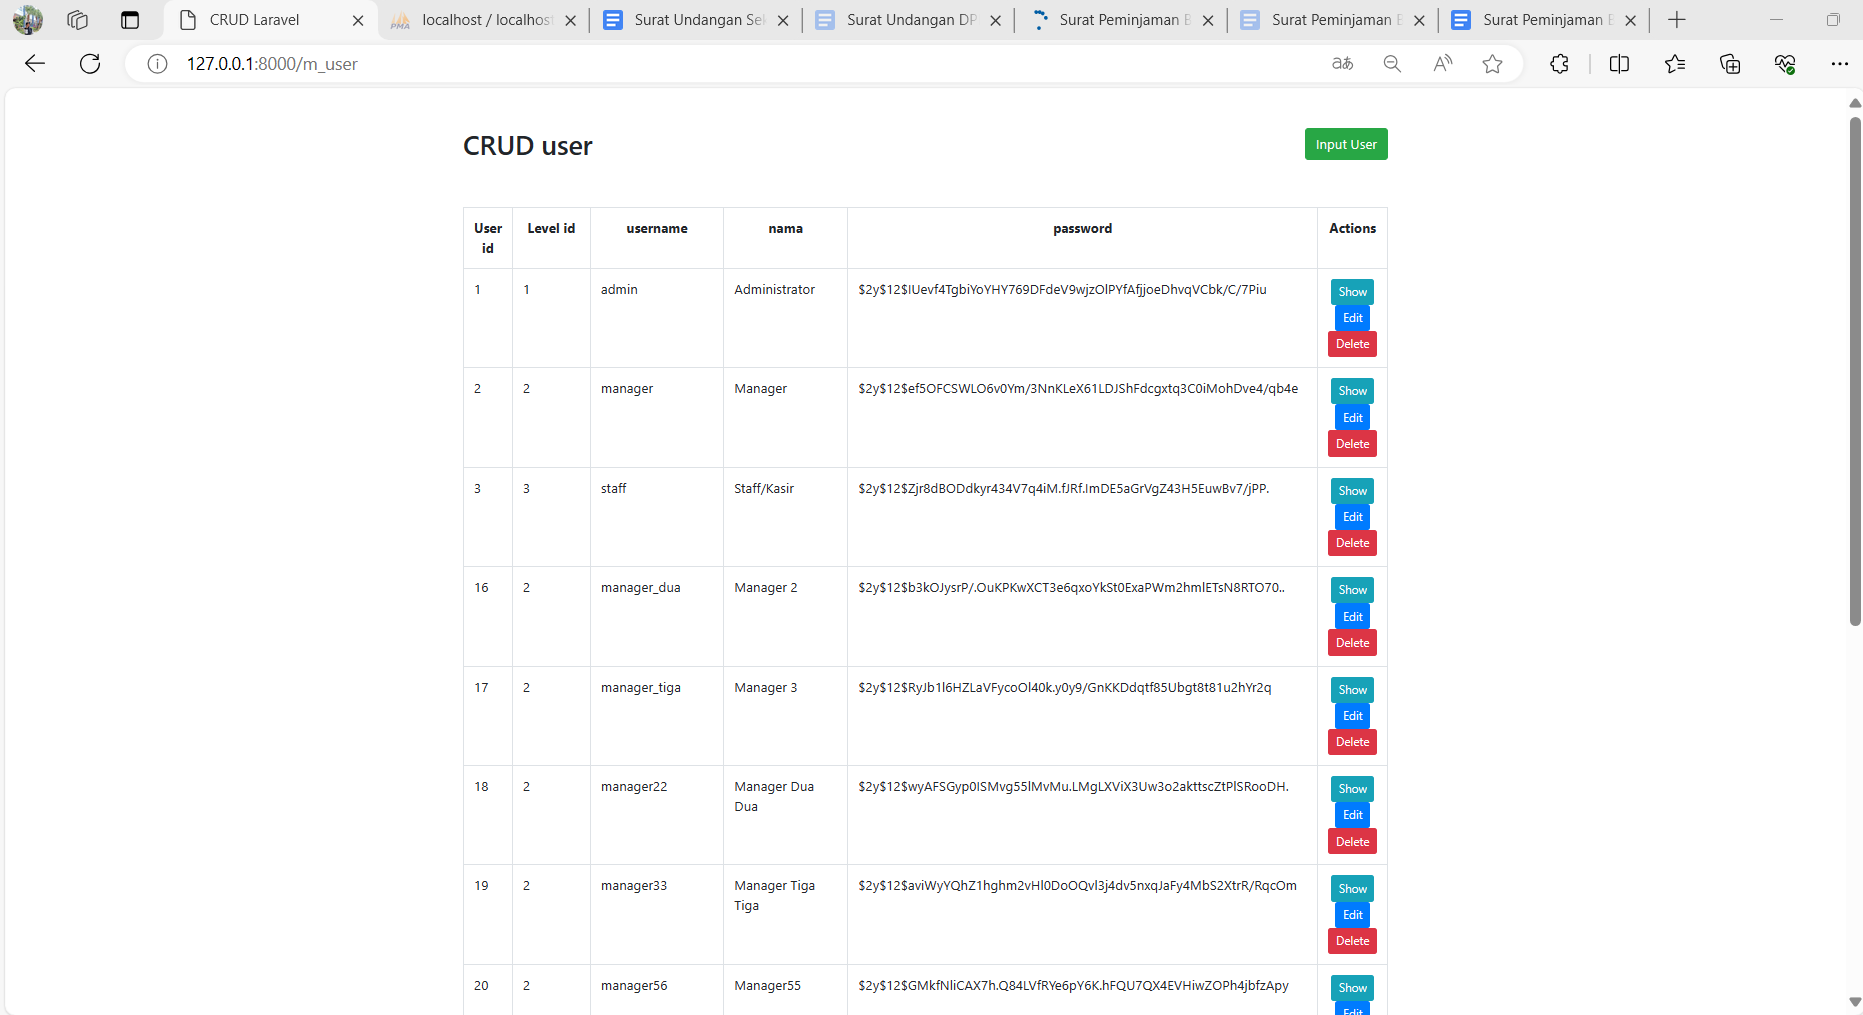 CRUD Laravel
localhost / localhost
Surat Undangan Sek
Surat Undangan DP
Surat Peminjaman B
Surat Peminjaman B
Surat Peminjaman B
127.0.0.1:8000/m_user
CRUD user
Input User
User id Level id username nama password Actions
1 1 admin Administrator $2y$12$IUevf4TgbiYoYHY769DFdeV9wjzOlPYfAfjjoeDhvqVCbk/C/7Piu
Show
Edit
Delete
2 2 manager Manager $2y$12$ef5OFCSWLO6v0Ym/3NnKLeX61LDJShFdcgxtq3C0iMohDve4/qb4e
Show
Edit
Delete
3 3 staff Staff/Kasir $2y$12$Zjr8dBODdkyr434V7q4iM.fJRf.ImDE5aGrVgZ43H5EuwBv7/jPP.
Show
Edit
Delete
16 2 manager_dua Manager 2 $2y$12$b3kOJysrP/.OuKPKwXCT3e6qxoYkSt0ExaPWm2hmlETsN8RTO70..
Show
Edit
Delete
17 2 manager_tiga Manager 3 $2y$12$RyJb1l6HZLaVFycoOl40k.y0y9/GnKKDdqtf85Ubgt8t81u2hYr2q
Show
Edit
Delete
18 2 manager22 Manager Dua Dua $2y$12$wyAFSGyp0ISMvg55lMvMu.LMgLXViX3Uw3o2akttscZtPlSRooDH.
Show
Edit
Delete
19 2 manager33 Manager Tiga Tiga $2y$12$aviWyYQhZ1hghm2vHl0DoOQvl3j4dv5nxqJaFy4MbS2XtrR/RqcOm
Show
Edit
Delete
20 2 manager56 Manager55 $2y$12$GMkfNliCAX7h.Q84LVfRYe6pY6K.hFQU7QX4EVHiwZOPh4jbfzApy
Show
Edit